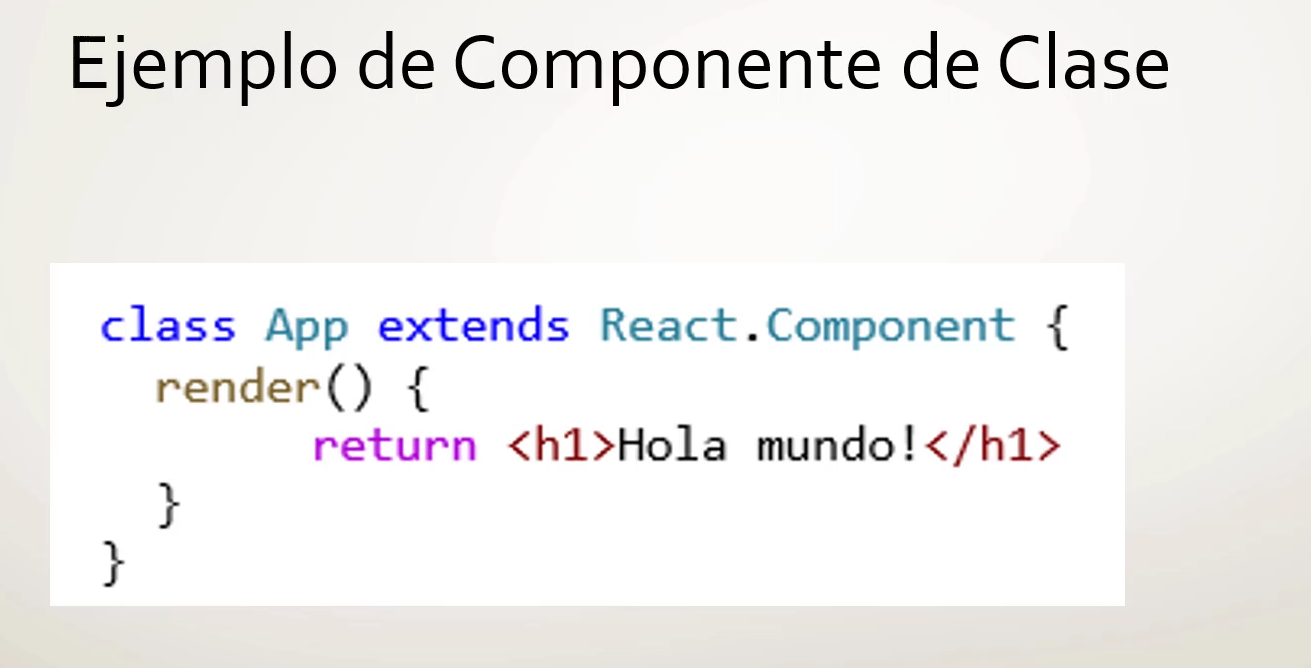 Ejemplo de Componente de Clase
class App extends React.Component {
render() {
return <h1>Hola mundo!</h1>
}
}